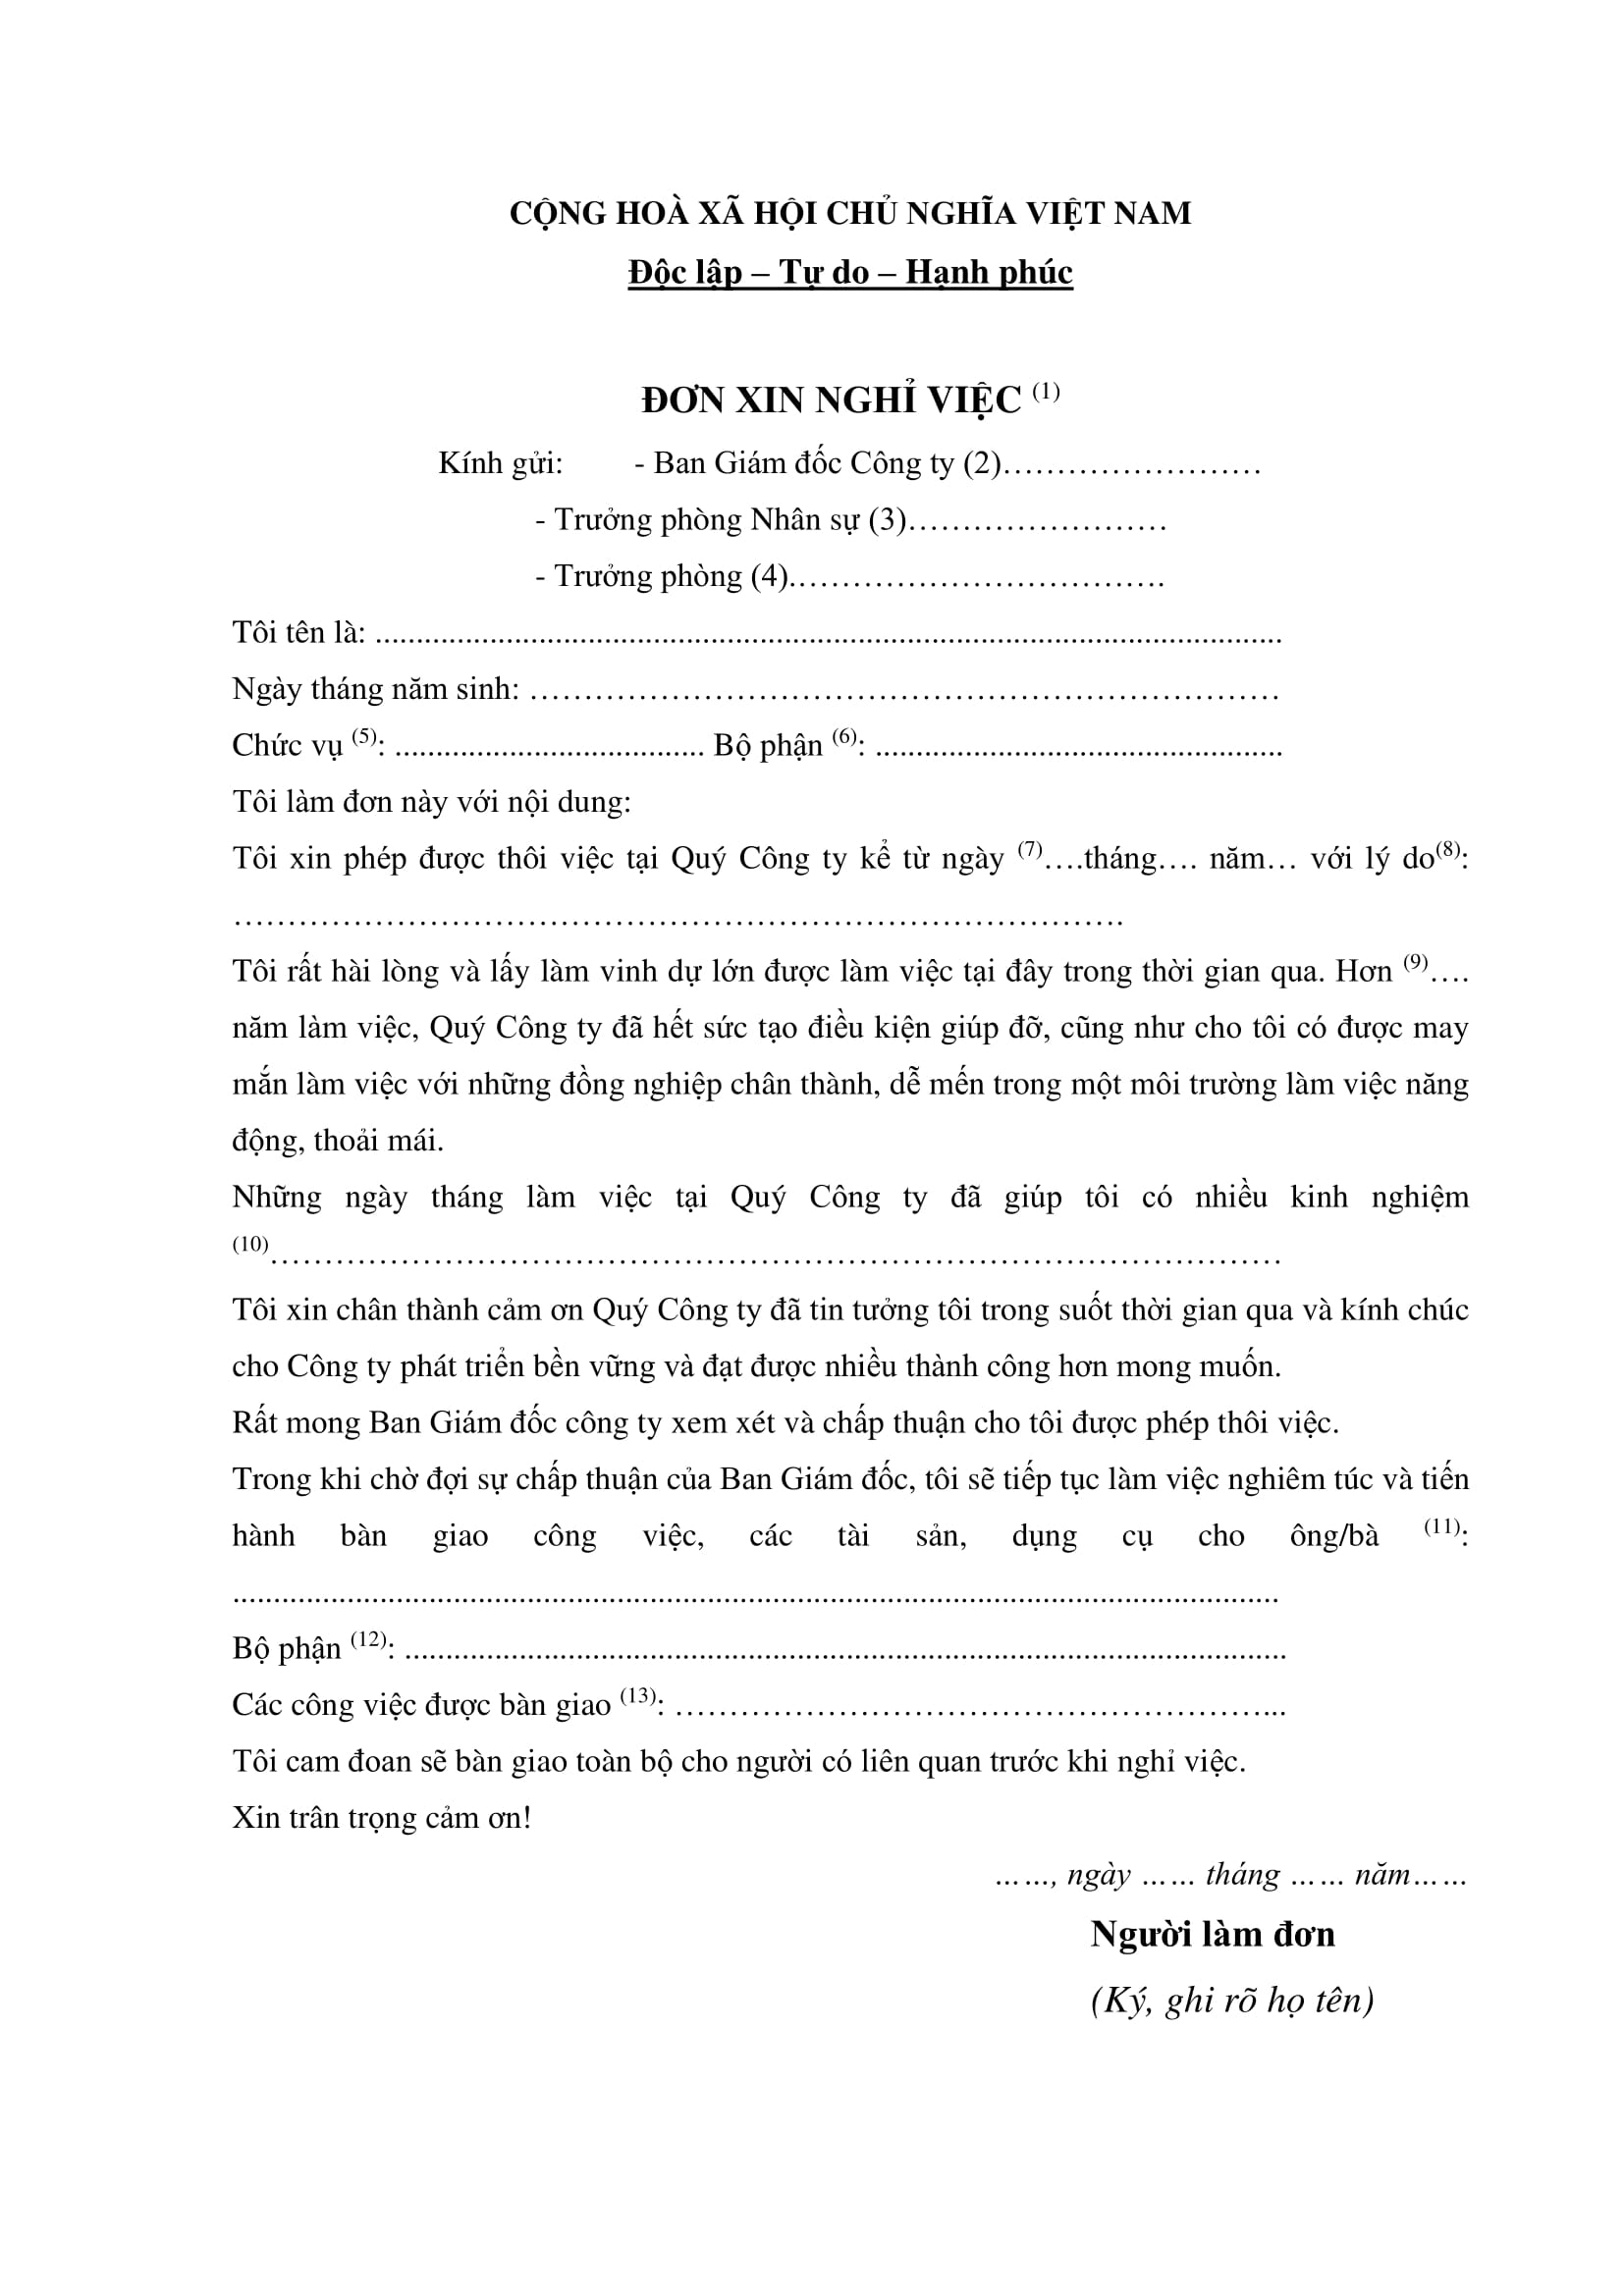 CỘNG HOÀ XÃ HỘI CHỦ NGHĨA VIỆT NAM
Độc lập – Tự do – Hạnh phúc
ĐƠN XIN NGHỈ VIỆC (1)
Kính gửi: - Ban Giám đốc Công ty (2)……………………
- Trưởng phòng Nhân sự (3)……………………
- Trưởng phòng (4).…………………………….
Tôi tên là: ................................................................................................................
Ngày tháng năm sinh: ……………………………………………………………
Chức vụ (5): ...................................... Bộ phận (6): ..................................................
Tôi làm đơn này với nội dung:
Tôi xin phép được thôi việc tại Quý Công ty kể từ ngày (7)….tháng…. năm… với lý do(8):
……………………………………………………………………….
Tôi rất hài lòng và lấy làm vinh dự lớn được làm việc tại đây trong thời gian qua. Hơn (9)….
năm làm việc, Quý Công ty đã hết sức tạo điều kiện giúp đỡ, cũng như cho tôi có được may
mắn làm việc với những đồng nghiệp chân thành, dễ mến trong một môi trường làm việc năng
động, thoải mái.
Những ngày tháng làm việc tại Quý Công ty đã giúp tôi có nhiều kinh nghiệm
(10)…………………………………………………………………………………
Tôi xin chân thành cảm ơn Quý Công ty đã tin tưởng tôi trong suốt thời gian qua và kính chúc
cho Công ty phát triển bền vững và đạt được nhiều thành công hơn mong muốn.
Rất mong Ban Giám đốc công ty xem xét và chấp thuận cho tôi được phép thôi việc.
Trong khi chờ đợi sự chấp thuận của Ban Giám đốc, tôi sẽ tiếp tục làm việc nghiêm túc và tiến
hành bàn giao công việc, các tài sản, dụng cụ cho ông/bà (11):
.................................................................................................................................
Bộ phận (12): ............................................................................................................
Các công việc được bàn giao (13): ………………………………………………...
Tôi cam đoan sẽ bàn giao toàn bộ cho người có liên quan trước khi nghỉ việc.
Xin trân trọng cảm ơn!
……, ngày …… tháng …… năm……
Người làm đơn
(Ký, ghi rõ họ tên)